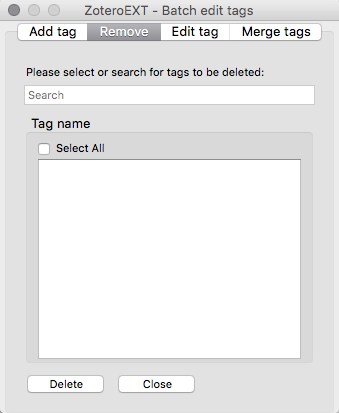 ZoteroEXT - Batch edit tags
Add tag Remove Edit tag Merge tags
Please select or search for tags to be deleted:
Search
Tag name
Select All
Delete Close